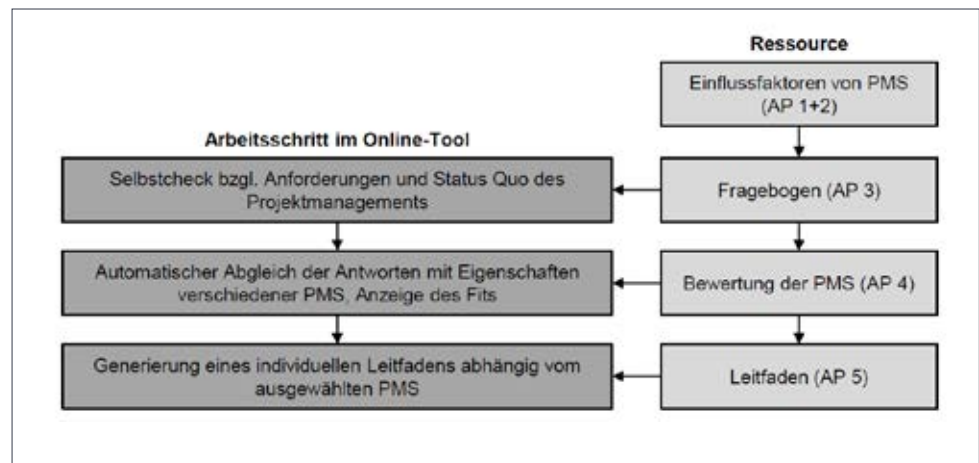 Ressource
Einflussfaktoren von PMS
(AP 1+2)
Arbeitsschritt im Online-Tool
Selbstcheck bzgl. Anforderungen und Status Quo des
Projektmanagements
Fragebogen (AP 3)
Automatischer Abgleich der Antworten mit Eigenschaften
verschiedener PMS, Anzeige des Fits
Bewertung der PMS (AP 4)
Generierung eines individuellen Leitfadens abhängig vom
ausgewählten PMS
Leitfaden (AP 5)